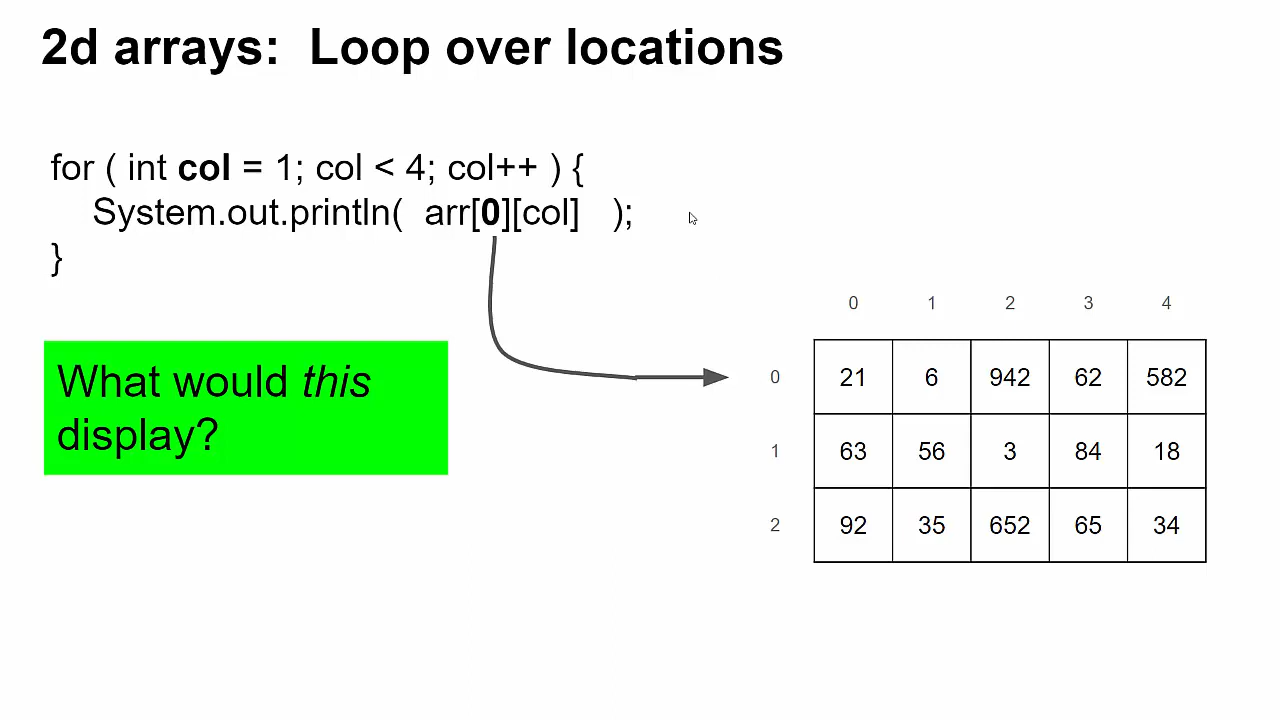 2d arrays: Loop over locations
for ( int col = 1; col < 4; col++ ) {
System.out.println( arr[0][col] );
}
What would this
display?
0 1 2 3 4
0 21 6 942 62 582
1 63 56 3 84 18
2 92 35 652 65 34